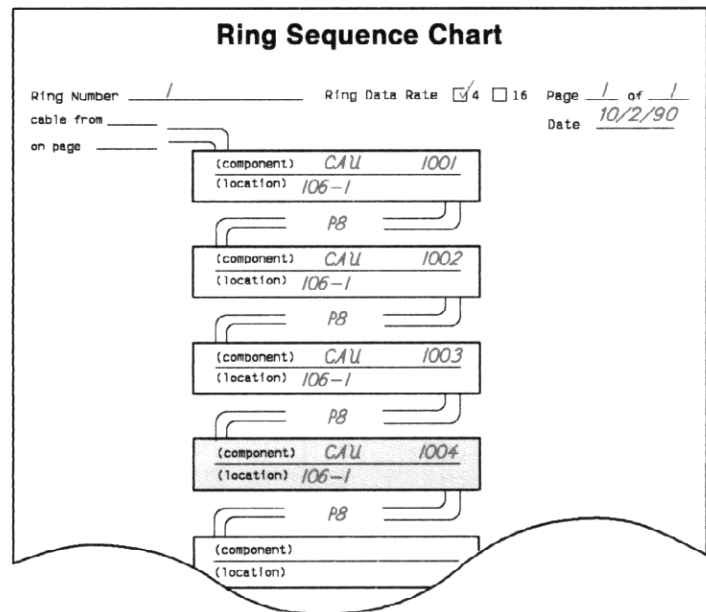 Ring Sequence Chart
Ring Number 1 Ring Data Rate ☑ 4 ☐ 16 Page 1 of 1
cable from Date 10/2/90
on page
(component) CAU 1001
(location) 106-1
P8
(component) CAU 1002
(location) 106-1
P8
(component) CAU 1003
(location) 106-1
P8
(component) CAU 1004
(location) 106-1
P8
(component)
(location)